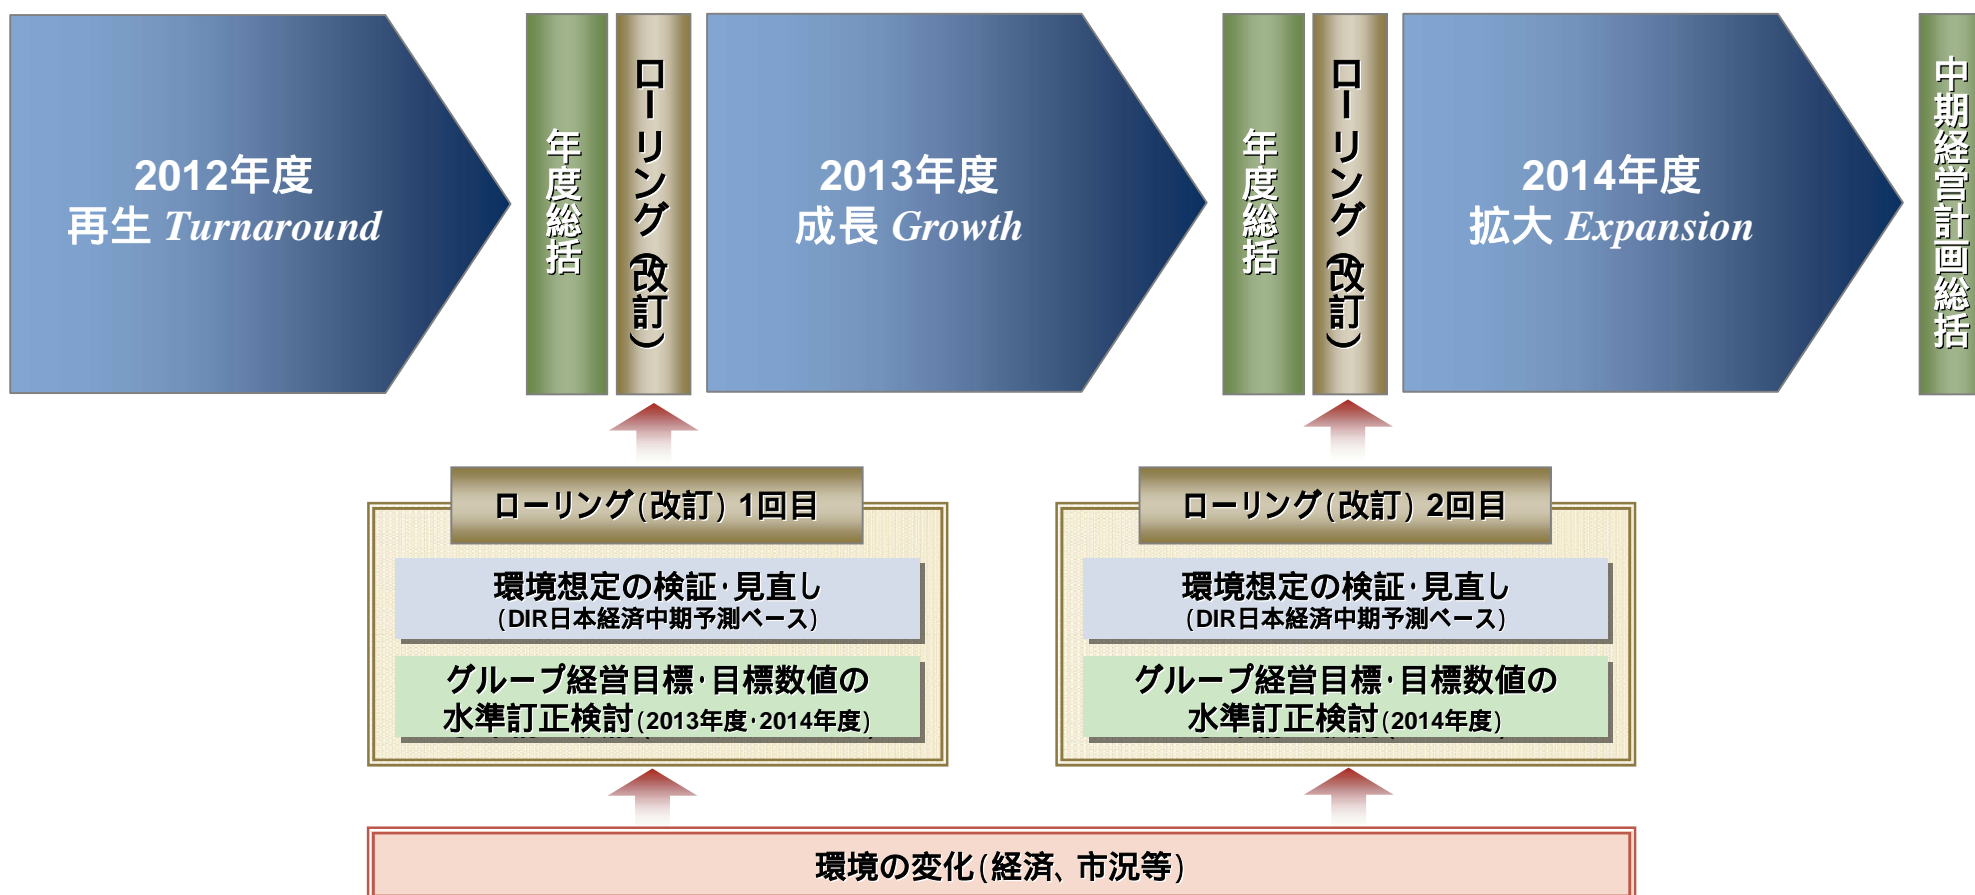 2012年度
再生 Turnaround
年度総括
ローリング(改訂)
2013年度
成長 Growth
年度総括
ローリング(改訂)
2014年度
拡大 Expansion
中期経営計画総括
ローリング(改訂) 1回目
環境想定の検証・見直し
(DIR日本経済中期予測ベース)
グループ経営目標・目標数値の
水準訂正検討(2013年度・2014年度)
ローリング(改訂) 2回目
環境想定の検証・見直し
(DIR日本経済中期予測ベース)
グループ経営目標・目標数値の
水準訂正検討(2014年度)
環境の変化(経済、市況等)